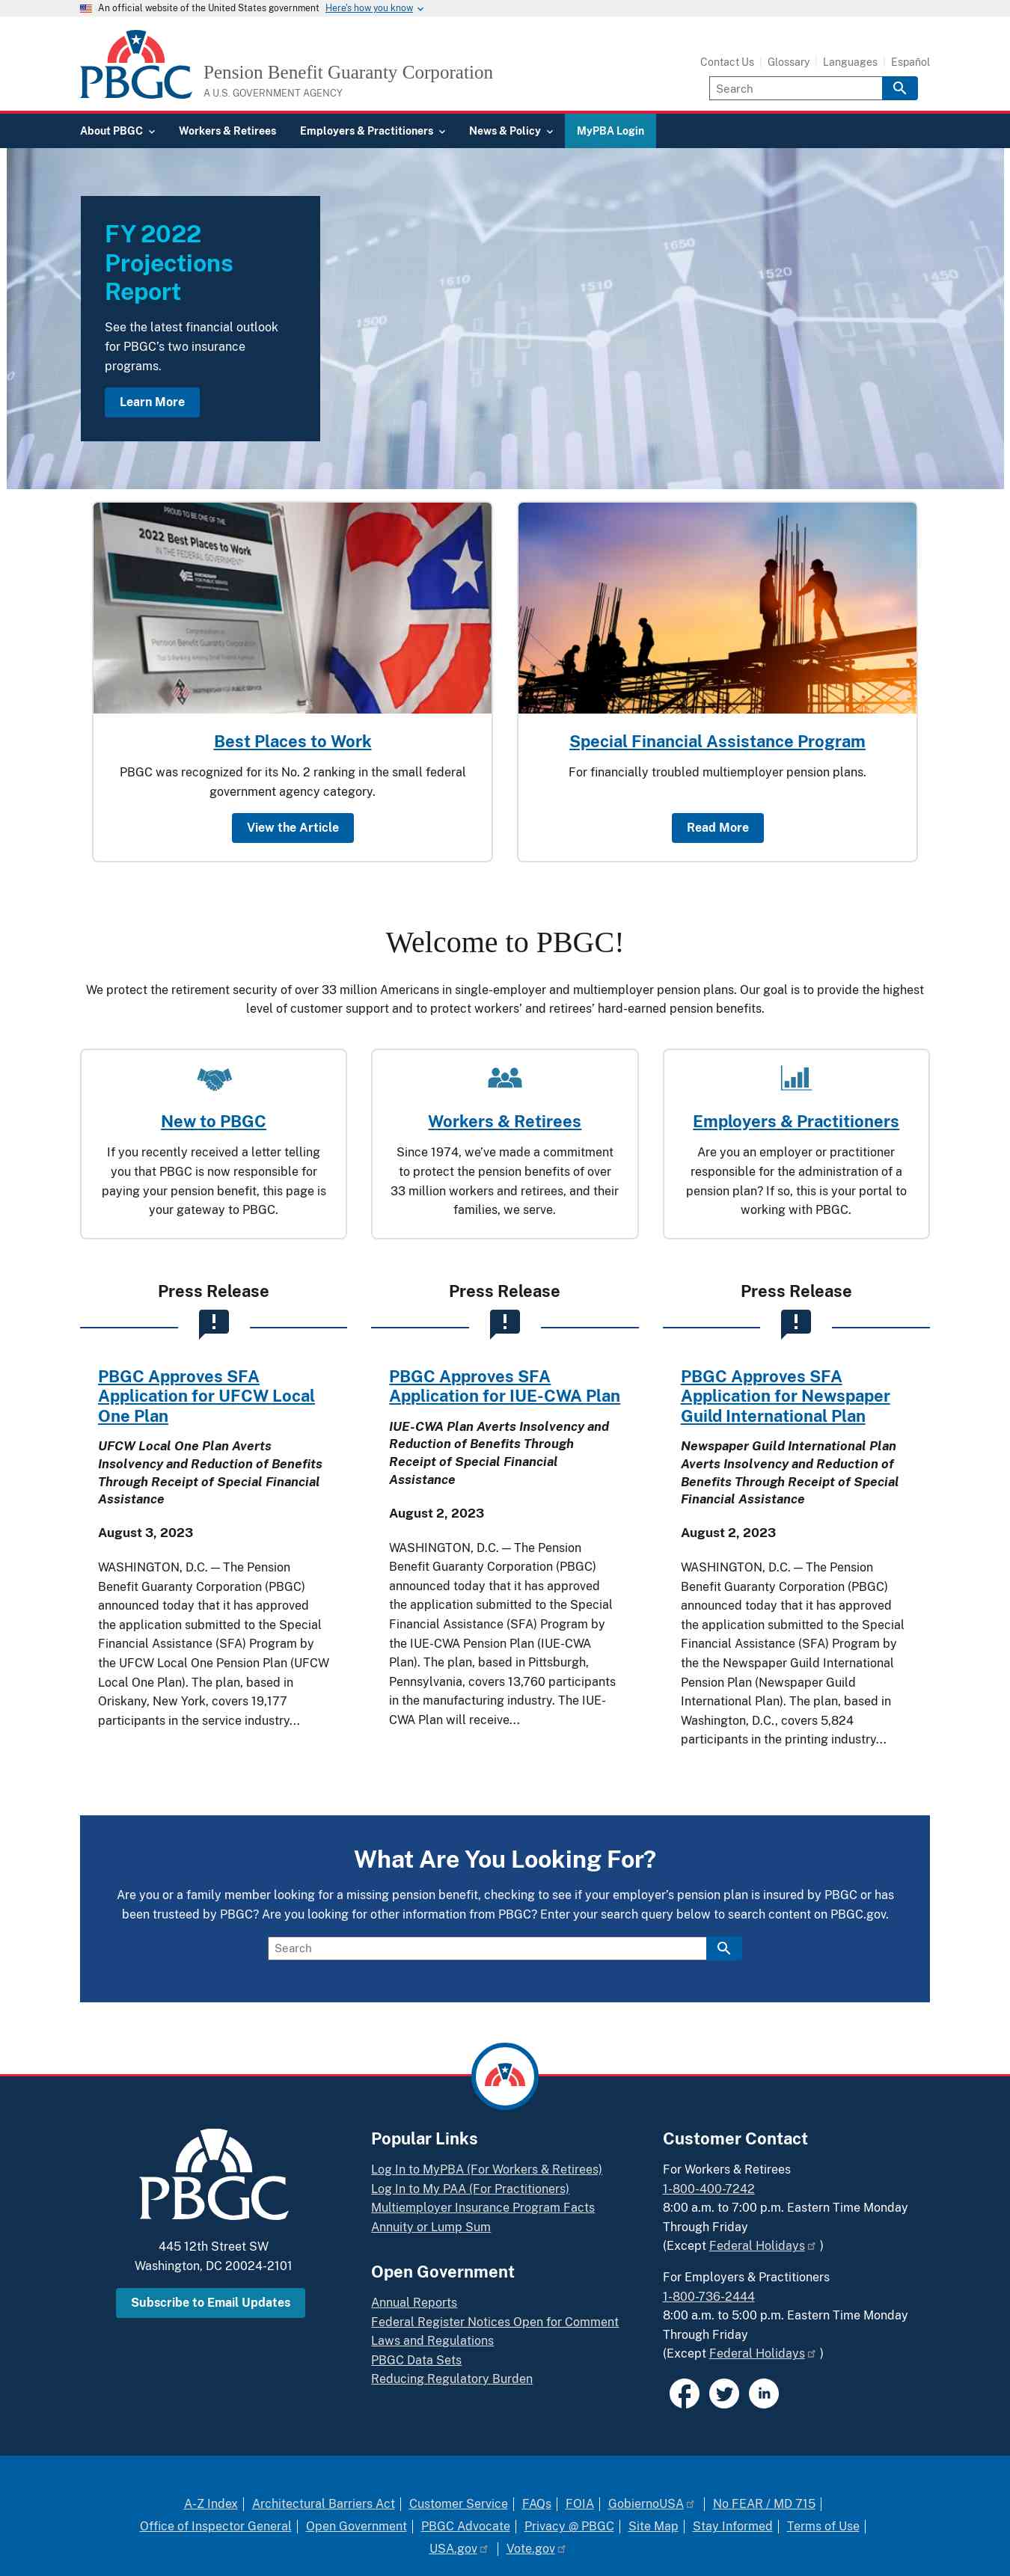 An official website of the United States government Here's how you know
PBGC
Pension Benefit Guaranty Corporation
A U.S. GOVERNMENT AGENCY
Contact Us | Glossary | Languages | Español
Search
About PBGC Workers & Retirees Employers & Practitioners News & Policy MyPBA Login
FY 2022
Projections
Report
See the latest financial outlook
for PBGC's two insurance
programs.
Learn More
1500
1610
1510
1650
1520
1450
PROUD TO BE ONE OF THE
2022 Best Places to Work
IN THE FEDERAL GOVERNMENT
Pension Benefit Guaranty Corporation
Best Places to Work
PBGC was recognized for its No. 2 ranking in the small federal
government agency category.
View the Article
Special Financial Assistance Program
For financially troubled multiemployer pension plans.
Read More
Welcome to PBGC!
We protect the retirement security of over 33 million Americans in single-employer and multiemployer pension plans. Our goal is to provide the highest
level of customer support and to protect workers' and retirees' hard-earned pension benefits.
New to PBGC
If you recently received a letter telling
you that PBGC is now responsible for
paying your pension benefit, this page is
your gateway to PBGC.
Workers & Retirees
Since 1974, we've made a commitment
to protect the pension benefits of over
33 million workers and retirees, and their
families, we serve.
Employers & Practitioners
Are you an employer or practitioner
responsible for the administration of a
pension plan? If so, this is your portal to
working with PBGC.
Press Release
PBGC Approves SFA
Application for UFCW Local
One Plan
UFCW Local One Plan Averts
Insolvency and Reduction of Benefits
Through Receipt of Special Financial
Assistance
August 3, 2023
WASHINGTON, D.C. — The Pension
Benefit Guaranty Corporation (PBGC)
announced today that it has approved
the application submitted to the Special
Financial Assistance (SFA) Program by
the UFCW Local One Pension Plan (UFCW
Local One Plan). The plan, based in
Oriskany, New York, covers 19,177
participants in the service industry...
Press Release
PBGC Approves SFA
Application for IUE-CWA Plan
IUE-CWA Plan Averts Insolvency and
Reduction of Benefits Through
Receipt of Special Financial
Assistance
August 2, 2023
WASHINGTON, D.C. — The Pension
Benefit Guaranty Corporation (PBGC)
announced today that it has approved
the application submitted to the Special
Financial Assistance (SFA) Program by
the IUE-CWA Pension Plan (IUE-CWA
Plan). The plan, based in Pittsburgh,
Pennsylvania, covers 13,760 participants
in the manufacturing industry. The IUE-
CWA Plan will receive...
Press Release
PBGC Approves SFA
Application for Newspaper
Guild International Plan
Newspaper Guild International Plan
Averts Insolvency and Reduction of
Benefits Through Receipt of Special
Financial Assistance
August 2, 2023
WASHINGTON, D.C. — The Pension
Benefit Guaranty Corporation (PBGC)
announced today that it has approved
the application submitted to the Special
Financial Assistance (SFA) Program by
the the Newspaper Guild International
Pension Plan (Newspaper Guild
International Plan). The plan, based in
Washington, D.C., covers 5,824
participants in the printing industry...
What Are You Looking For?
Are you or a family member looking for a missing pension benefit, checking to see if your employer's pension plan is insured by PBGC or has
been trusteed by PBGC? Are you looking for other information from PBGC? Enter your search query below to search content on PBGC.gov.
Search
PBGC
445 12th Street SW
Washington, DC 20024-2101
Subscribe to Email Updates
Popular Links
Log In to MyPBA (For Workers & Retirees)
Log In to My PAA (For Practitioners)
Multiemployer Insurance Program Facts
Annuity or Lump Sum
Open Government
Annual Reports
Federal Register Notices Open for Comment
Laws and Regulations
PBGC Data Sets
Reducing Regulatory Burden
Customer Contact
For Workers & Retirees
1-800-400-7242
8:00 a.m. to 7:00 p.m. Eastern Time Monday
Through Friday
(Except Federal Holidays )
For Employers & Practitioners
1-800-736-2444
8:00 a.m. to 5:00 p.m. Eastern Time Monday
Through Friday
(Except Federal Holidays )
A-Z Index | Architectural Barriers Act | Customer Service | FAQs | FOIA | GobiernoUSA | No FEAR / MD 715 |
Office of Inspector General | Open Government | PBGC Advocate | Privacy @ PBGC | Site Map | Stay Informed | Terms of Use |
USA.gov | Vote.gov